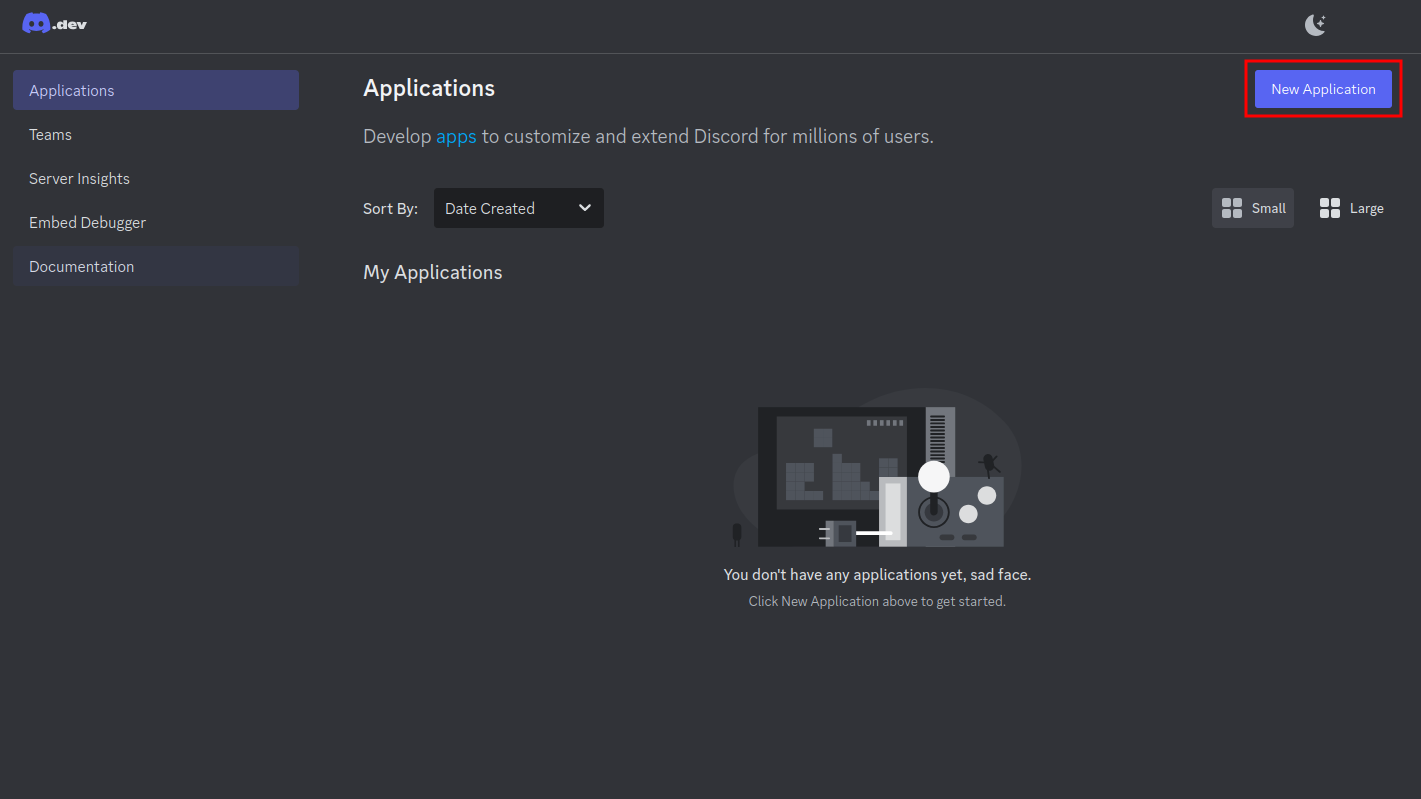 .dev
Applications
Teams
Server Insights
Embed Debugger
Documentation
Applications
New Application
Develop apps to customize and extend Discord for millions of users.
Sort By: Date Created
Small Large
My Applications
You don't have any applications yet, sad face.
Click New Application above to get started.